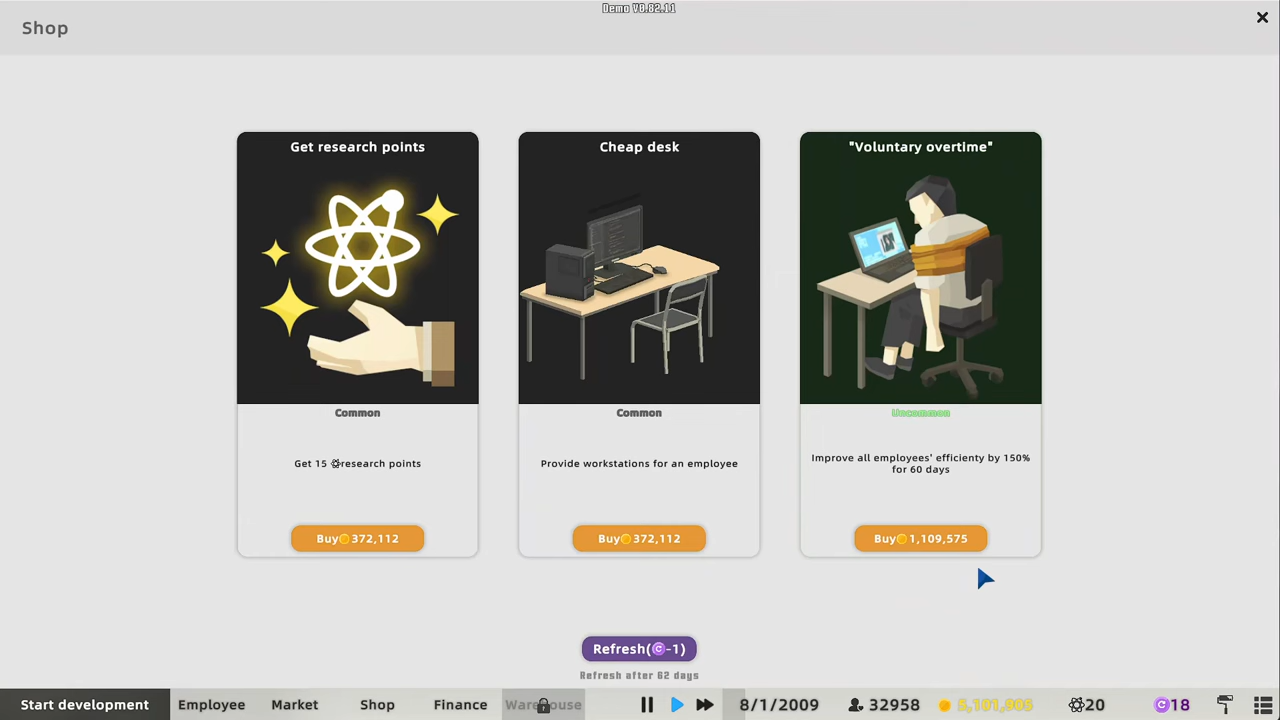 Demo V0.82.11
Shop
Get research points
Cheap desk
"Voluntary overtime"
Common
Common
Uncommon
Get 15 research points
Provide workstations for an employee
Improve all employees' efficienty by 150%
for 60 days
Buy 372,112
Buy 372,112
Buy 1,109,575
Refresh(C-1)
Refresh after 62 days
Start development
Employee
Market
Shop
Finance
Warehouse
8/1/2009
32958
20
C18